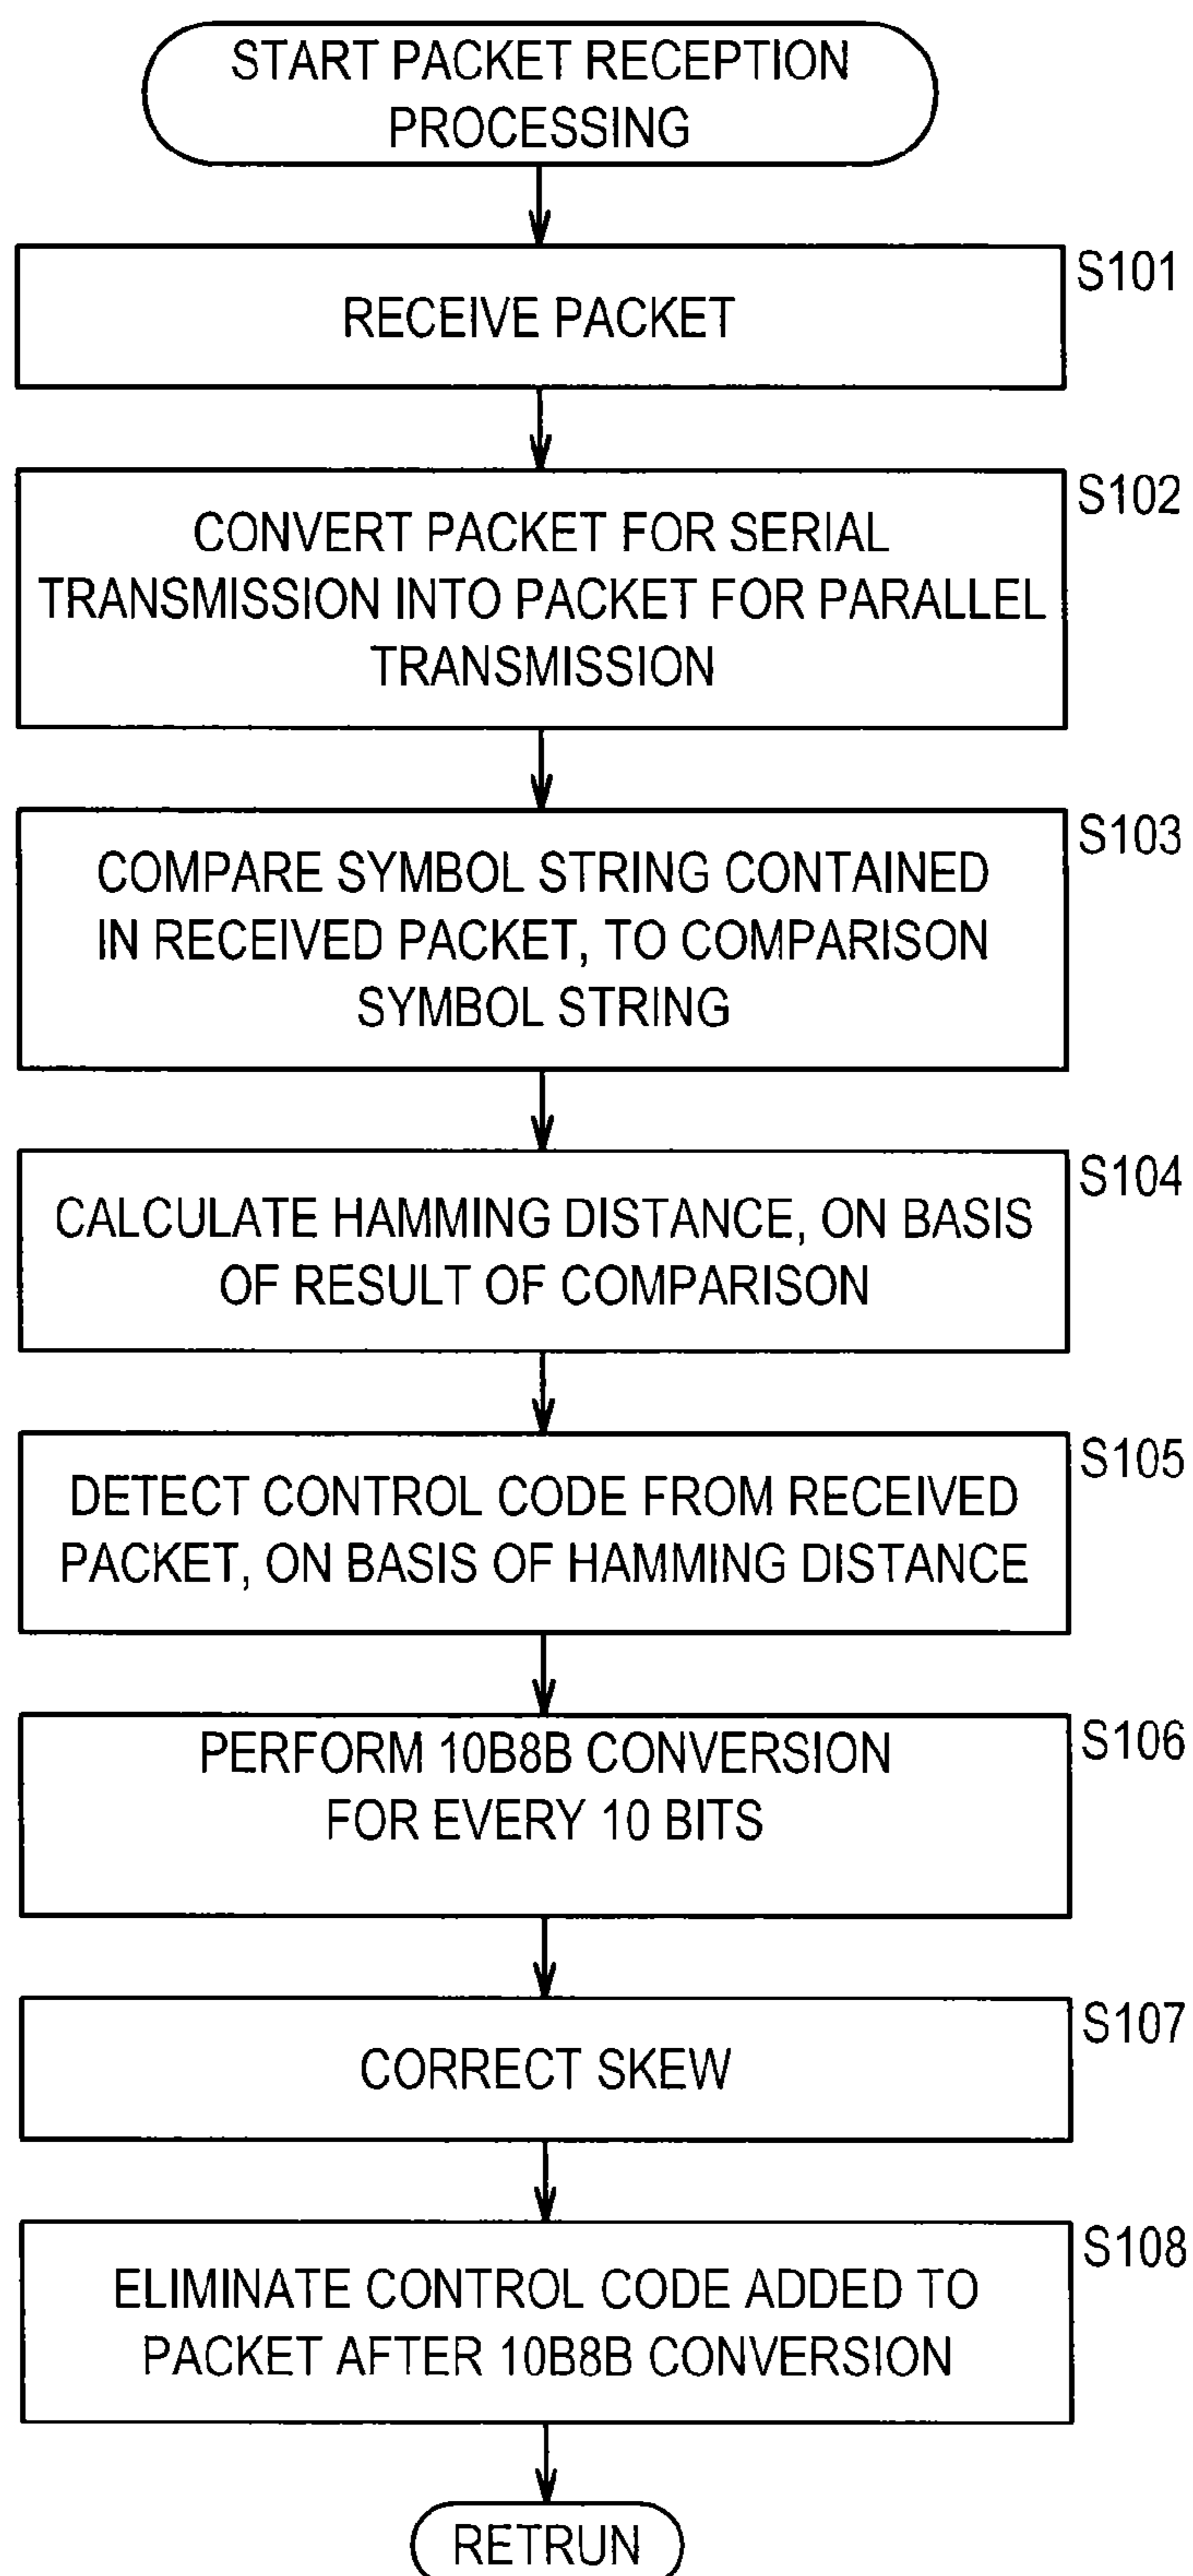 START PACKET RECEPTION
PROCESSING
S101
RECEIVE PACKET
S102
CONVERT PACKET FOR SERIAL
TRANSMISSION INTO PACKET FOR PARALLEL
TRANSMISSION
S103
COMPARE SYMBOL STRING CONTAINED
IN RECEIVED PACKET, TO COMPARISON
SYMBOL STRING
S104
CALCULATE HAMMING DISTANCE, ON BASIS
OF RESULT OF COMPARISON
S105
DETECT CONTROL CODE FROM RECEIVED
PACKET, ON BASIS OF HAMMING DISTANCE
S106
PERFORM 10B8B CONVERSION
FOR EVERY 10 BITS
S107
CORRECT SKEW
S108
ELIMINATE CONTROL CODE ADDED TO
PACKET AFTER 10B8B CONVERSION
RETRUN